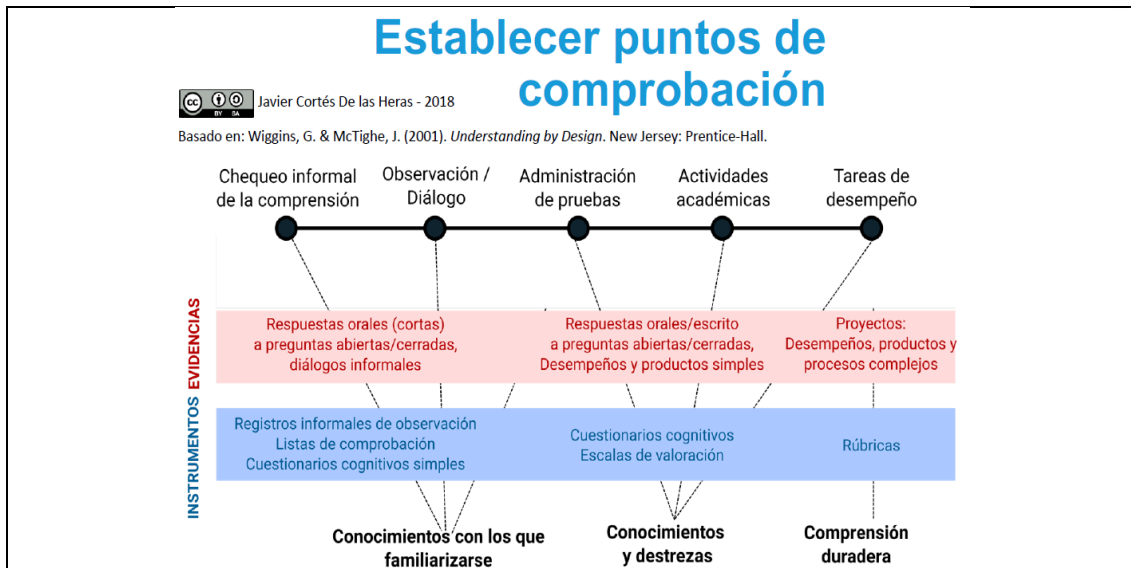 Establecer puntos de
comprobación
cc BY SA Javier Cortés De las Heras - 2018
Basado en: Wiggins, G. & McTighe, J. (2001). Understanding by Design. New Jersey: Prentice-Hall.
Chequeo informal
de la comprensión
Observación /
Diálogo
Administración
de pruebas
Actividades
académicas
Tareas de
desempeño
EVIDENCIAS
Respuestas orales (cortas)
a preguntas abiertas/cerradas,
diálogos informales
Respuestas orales/escrito
a preguntas abiertas/cerradas,
Desempeños y productos simples
Proyectos:
Desempeños, productos y
procesos complejos
INSTRUMENTOS
Registros informales de observación
Listas de comprobación
Cuestionarios cognitivos simples
Cuestionarios cognitivos
Escalas de valoración
Rúbricas
Conocimientos con los que
familiarizarse
Conocimientos
y destrezas
Comprensión
duradera